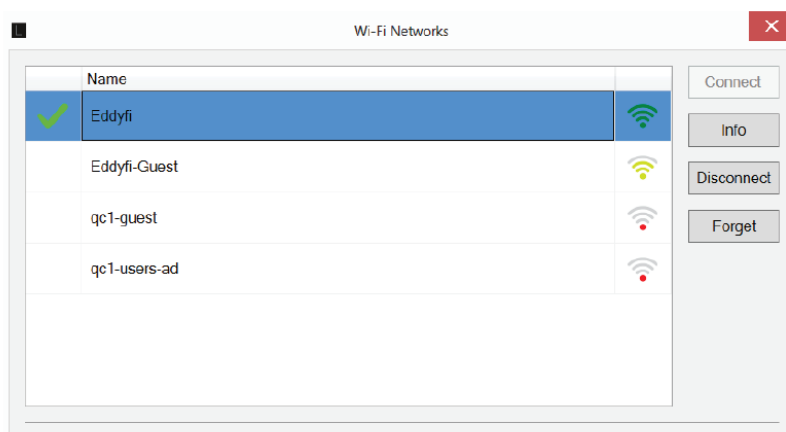 Wi-Fi Networks
Name
Connect
Eddyfi
Info
Eddyfi-Guest
Disconnect
qc1-guest
Forget
qc1-users-ad